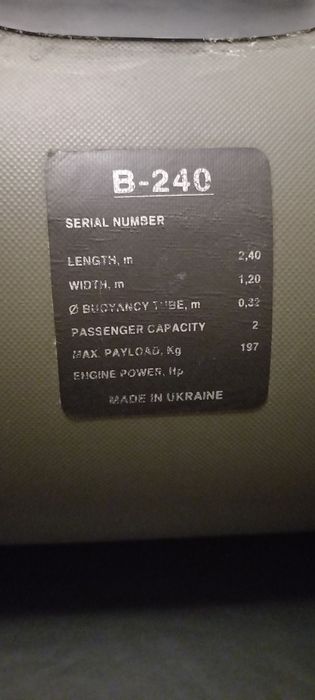 B-240
SERIAL NUMBER
LENGTH, m 2,40
WIDTH, m 1,20
Ø BUOYANCY TUBE, m 0,32
PASSENGER CAPACITY 2
MAX. PAYLOAD, Kg 197
ENGINE POWER, Hp
MADE IN UKRAINE